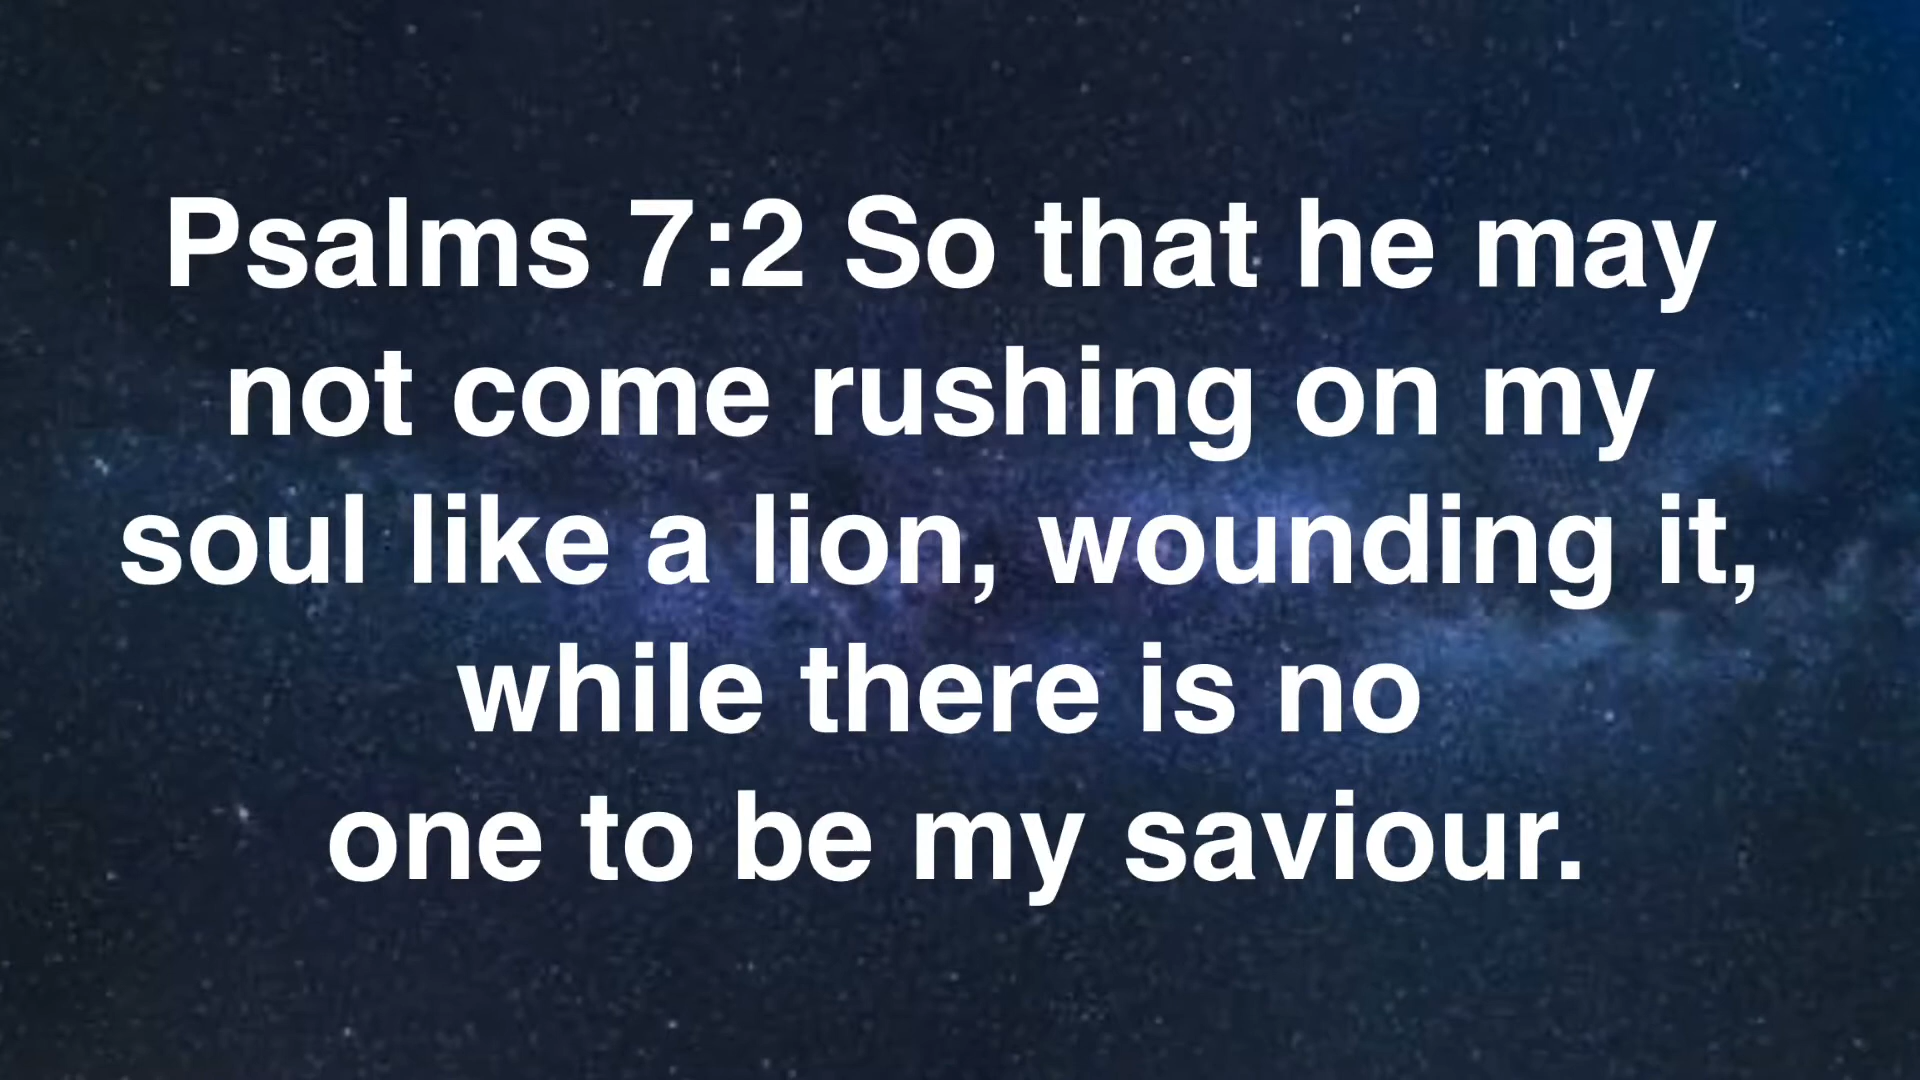 Psalms 7:2 So that he may
not come rushing on my
soul like a lion, wounding it,
while there is no
one to be my saviour.